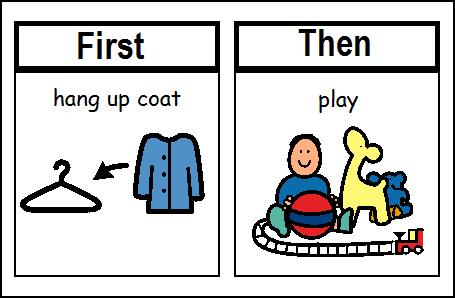 First
hang up coat
Then
play